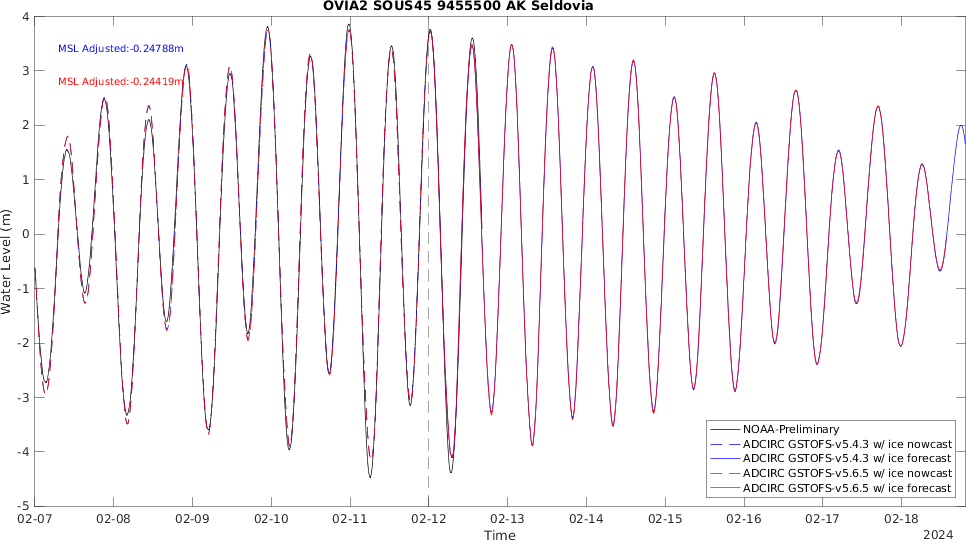 OVIA2 SOUS45 9455500 AK Seldovia
4
MSL Adjusted:-0.24788m
3
MSL Adjusted:-0.24419m
2
1
0
-1
-2
-3
-4
-5
Water Level (m)
NOAA-Preliminary
ADCIRC GSTOFS-v5.4.3 w/ ice nowcast
ADCIRC GSTOFS-v5.4.3 w/ ice forecast
ADCIRC GSTOFS-v5.6.5 w/ ice nowcast
ADCIRC GSTOFS-v5.6.5 w/ ice forecast
02-07 02-08 02-09 02-10 02-11 02-12 02-13 02-14 02-15 02-16 02-17 02-18
Time
2024